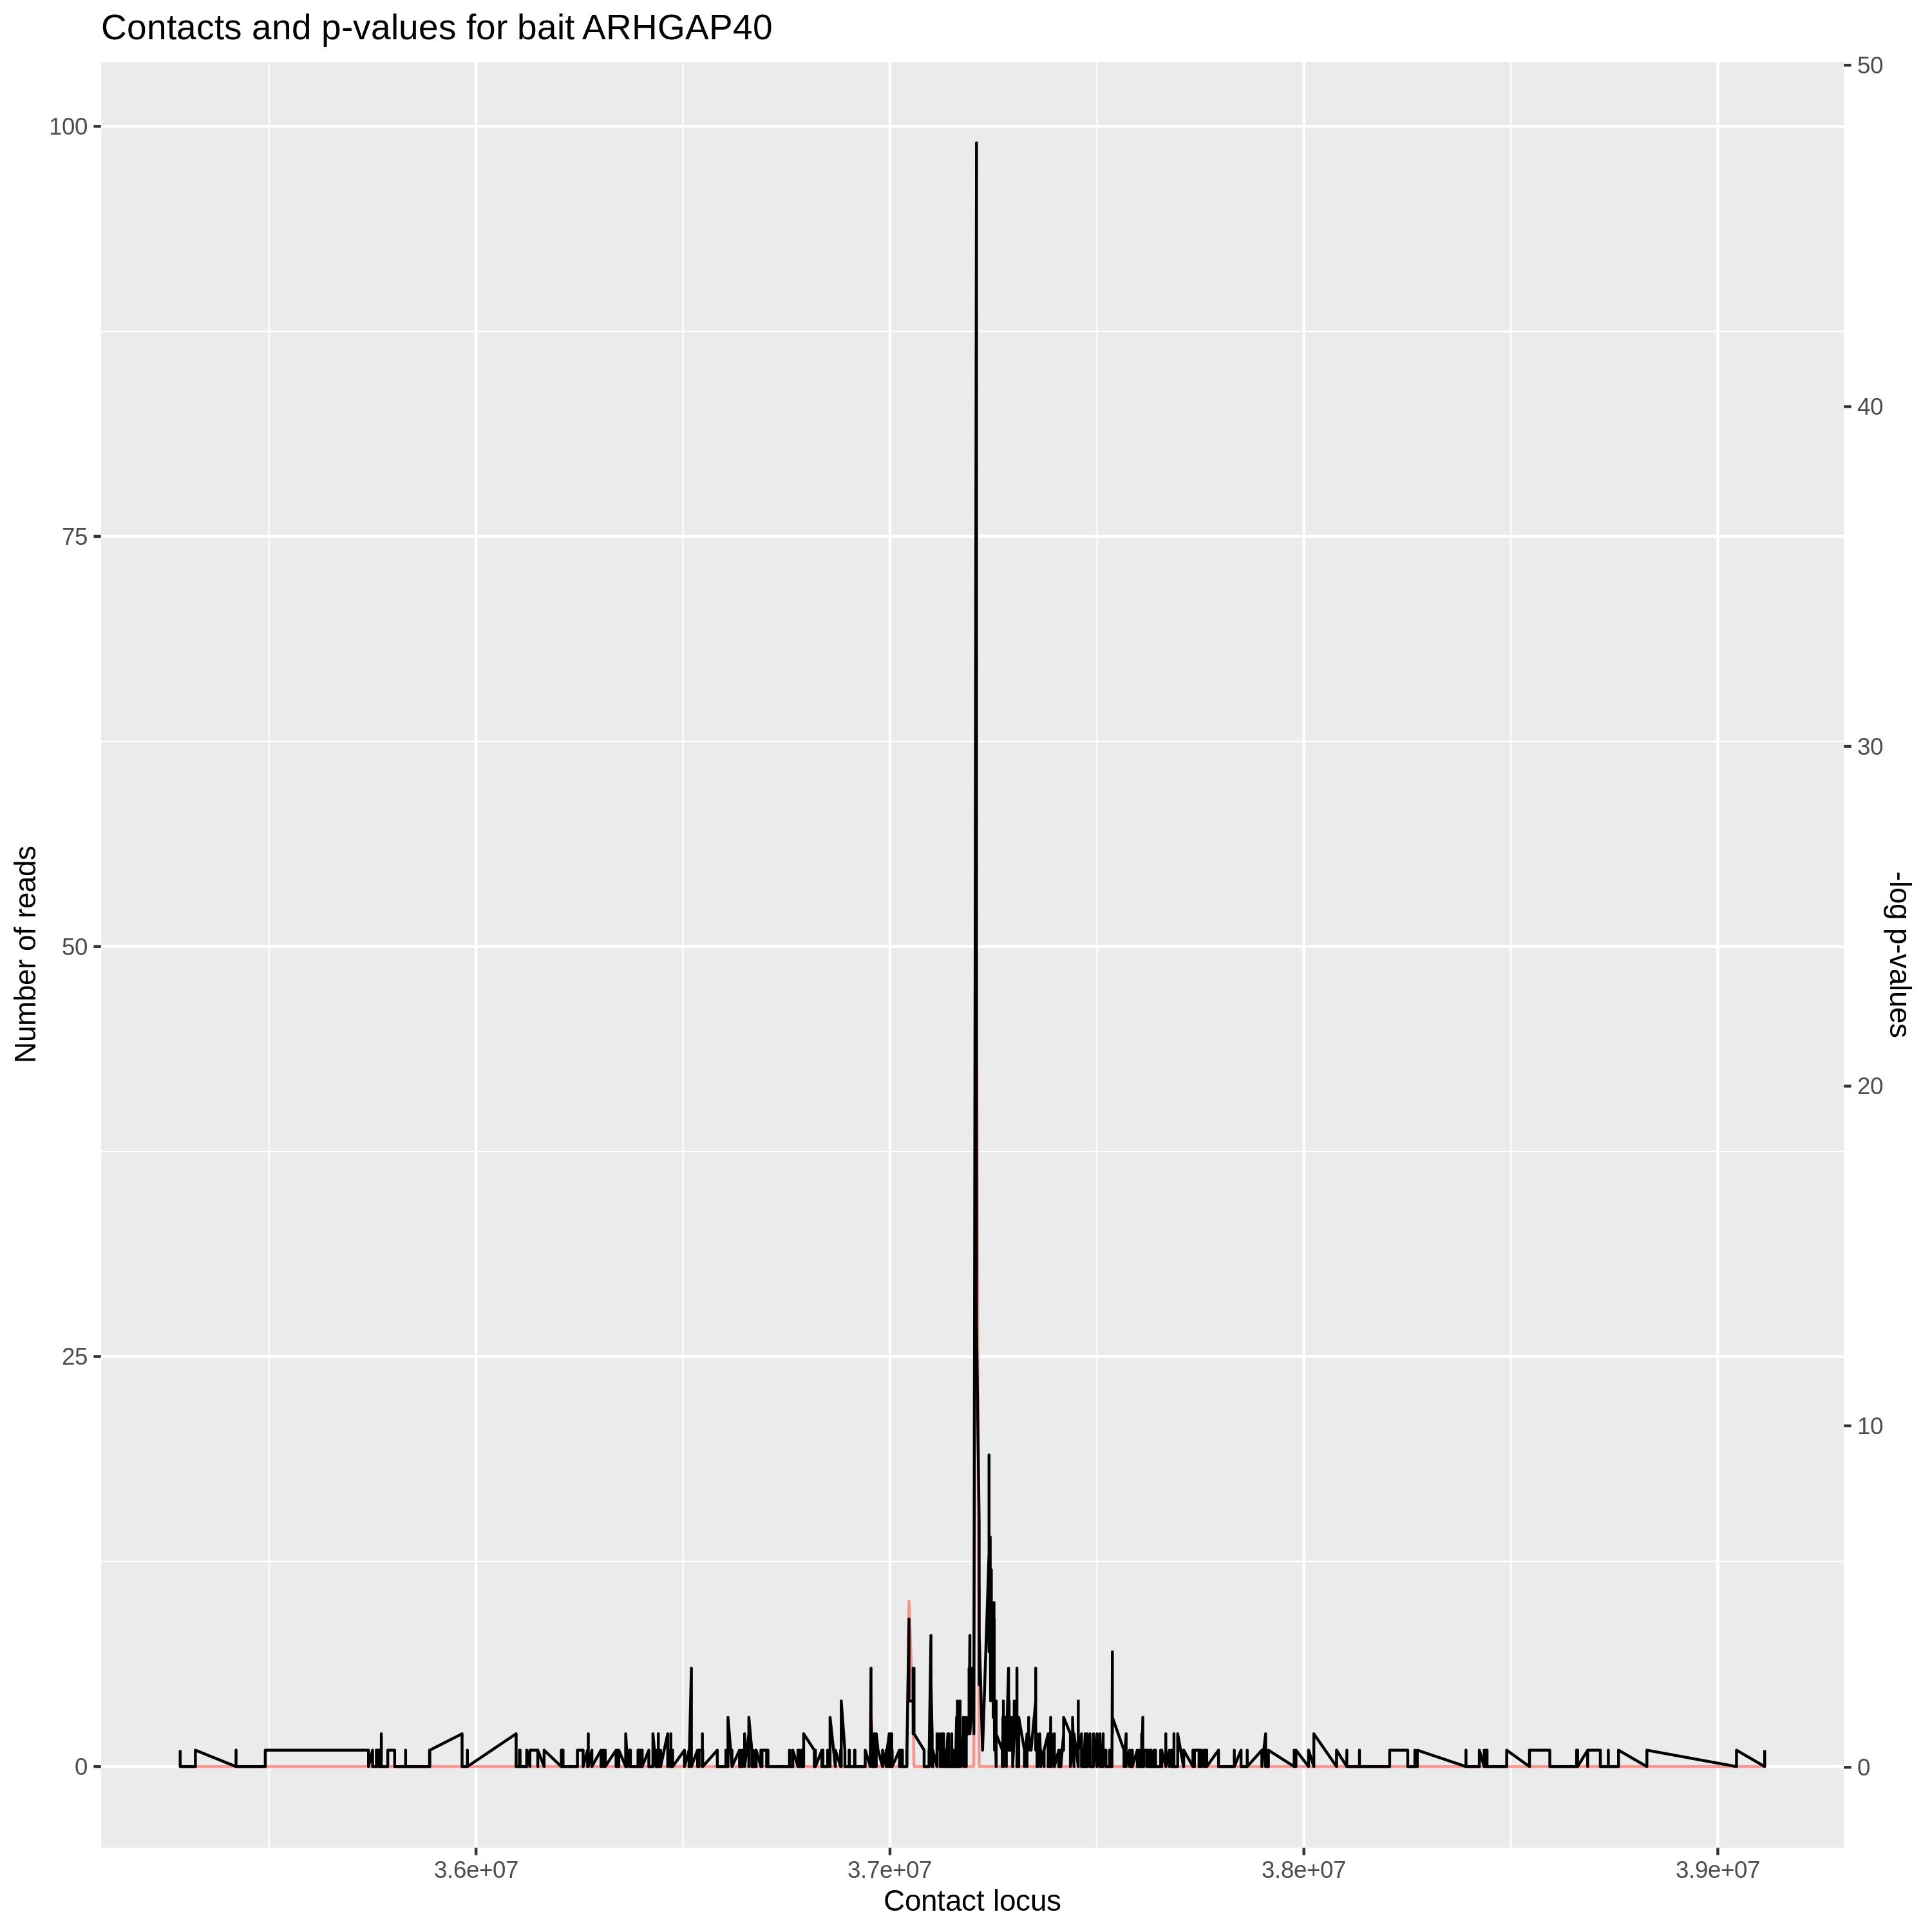 Contacts and p-values for bait ARHGAP40
100
75
50
25
0
Number of reads
50
40
30
20
10
0
-log p-values
3.6e+07
3.7e+07
3.8e+07
3.9e+07
Contact locus